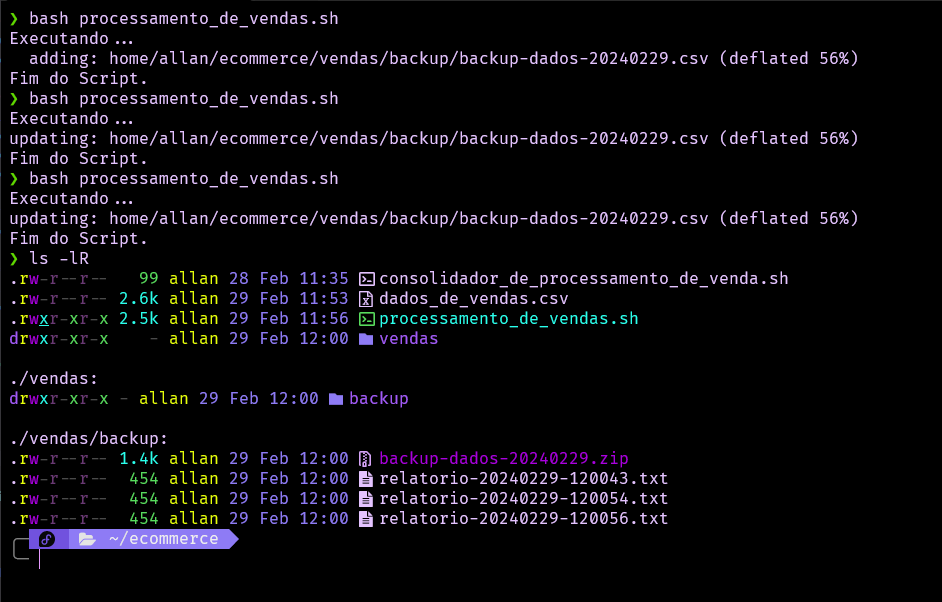 ❯ bash processamento_de_vendas.sh
Executando...
  adding: home/allan/ecommerce/vendas/backup/backup-dados-20240229.csv (deflated 56%)
Fim do Script.
❯ bash processamento_de_vendas.sh
Executando...
updating: home/allan/ecommerce/vendas/backup/backup-dados-20240229.csv (deflated 56%)
Fim do Script.
❯ bash processamento_de_vendas.sh
Executando...
updating: home/allan/ecommerce/vendas/backup/backup-dados-20240229.csv (deflated 56%)
Fim do Script.
❯ ls -lR
.rw-r--r--   99 allan 28 Feb 11:35 consolidador_de_processamento_de_venda.sh
.rw-r--r-- 2.6k allan 29 Feb 11:53 dados_de_vendas.csv
.rwxr-xr-x 2.5k allan 29 Feb 11:56 processamento_de_vendas.sh
drwxr-xr-x    - allan 29 Feb 12:00 vendas

./vendas:
drwxr-xr-x - allan 29 Feb 12:00 backup

./vendas/backup:
.rw-r--r-- 1.4k allan 29 Feb 12:00 backup-dados-20240229.zip
.rw-r--r--  454 allan 29 Feb 12:00 relatorio-20240229-120043.txt
.rw-r--r--  454 allan 29 Feb 12:00 relatorio-20240229-120054.txt
.rw-r--r--  454 allan 29 Feb 12:00 relatorio-20240229-120056.txt
~/ecommerce